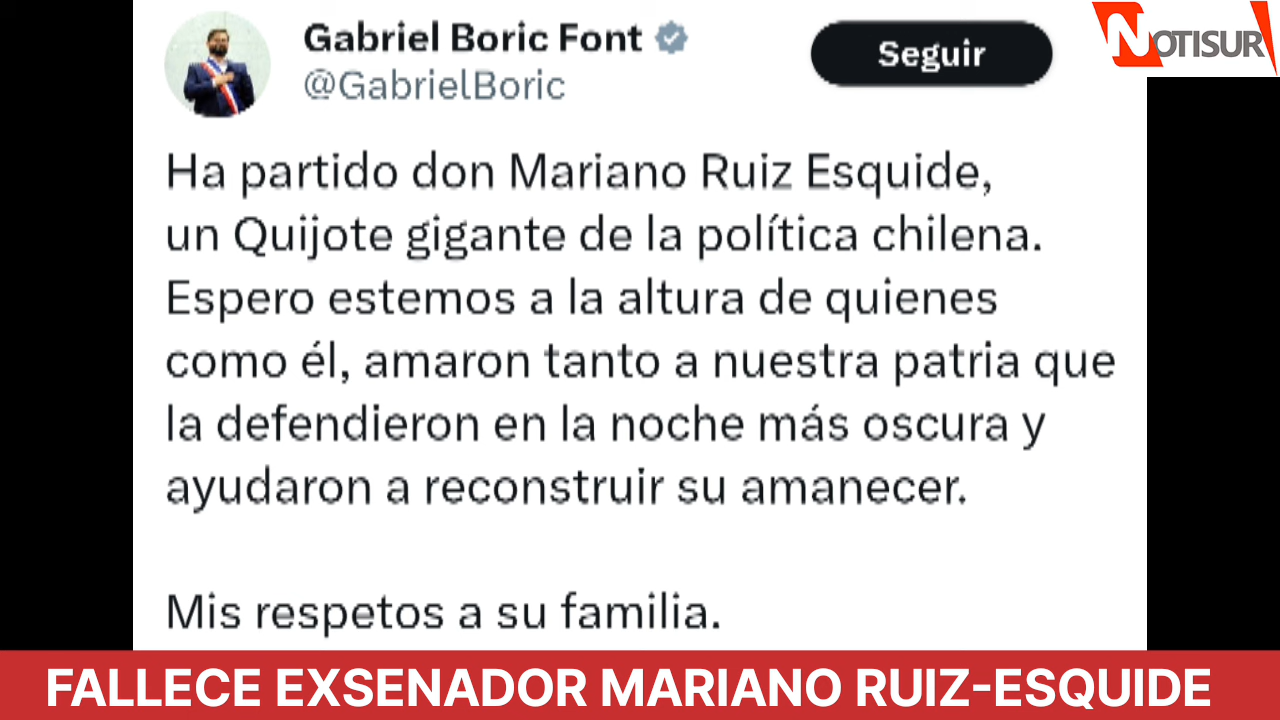 Gabriel Boric Font
@GabrielBoric
Seguir
NOTISUR
Ha partido don Mariano Ruiz Esquide,
un Quijote gigante de la política chilena.
Espero estemos a la altura de quienes
como él, amaron tanto a nuestra patria que
la defendieron en la noche más oscura y
ayudaron a reconstruir su amanecer.
Mis respetos a su familia.
FALLECE EXSENADOR MARIANO RUIZ-ESQUIDE